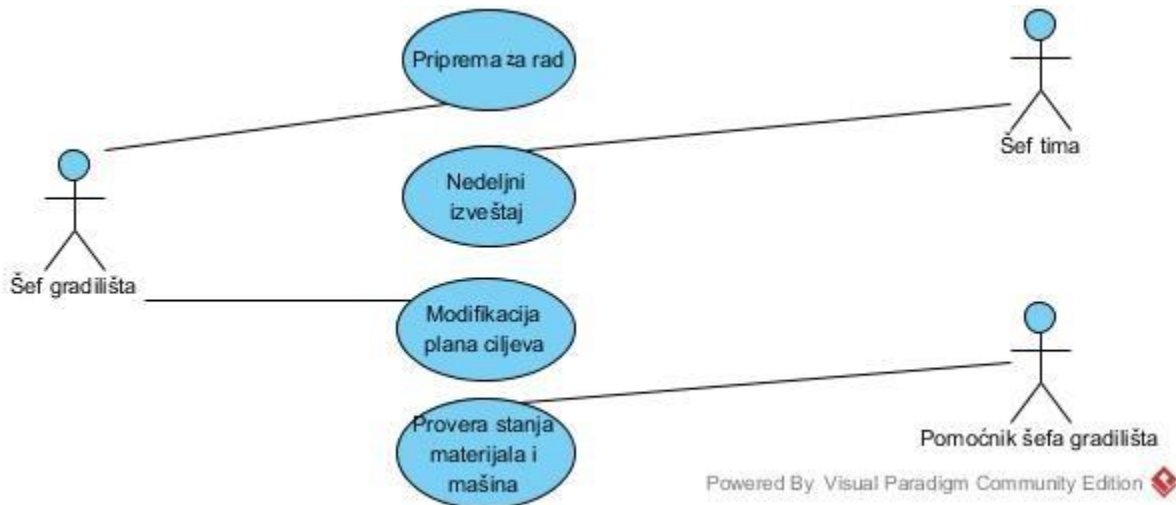 Priprema za rad
Šef tima
Nedeljni
izveštaj
Šef gradilišta
Modifikacija
plana ciljeva
Provera stanja
materijala i
mašina
Pomoćnik šefa gradilišta
Powered By Visual Paradigm Community Edition